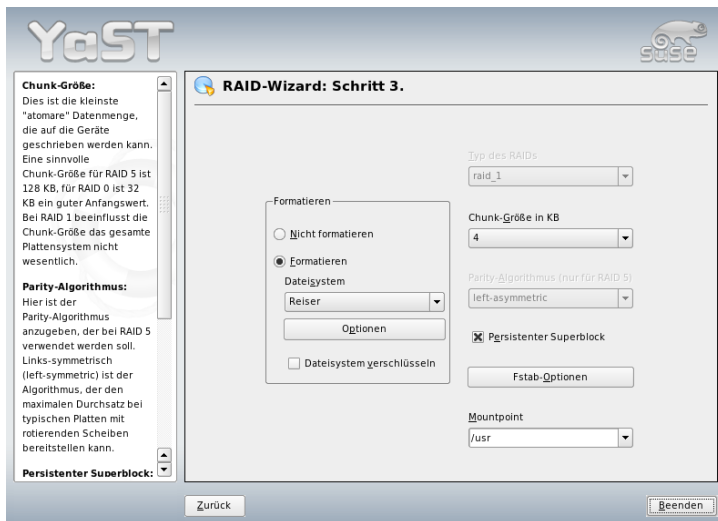 YaST
SUSE
Chunk-Größe:
Dies ist die kleinste
"atomare" Datenmenge,
die auf die Geräte
geschrieben werden kann.
Eine sinnvolle
Chunk-Größe für RAID 5 ist
128 KB, für RAID 0 ist 32
KB ein guter Anfangswert.
Bei RAID 1 beeinflusst die
Chunk-Größe das gesamte
Plattensystem nicht
wesentlich.
Parity-Algorithmus:
Hier ist der
Parity-Algorithmus
anzugeben, der bei RAID 5
verwendet werden soll.
Links-symmetrisch
(left-symmetric) ist der
Algorithmus, der den
maximalen Durchsatz bei
typischen Platten mit
rotierenden Scheiben
bereitstellen kann.
Persistenter Superblock:
RAID-Wizard: Schritt 3.
Formatieren
Nicht formatieren
Formatieren
Dateisystem
Reiser
Optionen
Dateisystem verschlüsseln
Typ des RAIDs
raid_1
Chunk-Größe in KB
4
Parity-Algorithmus (nur für RAID 5)
left-asymmetric
Persistenter Superblock
Fstab-Optionen
Mountpoint
/usr
Zurück
Beenden